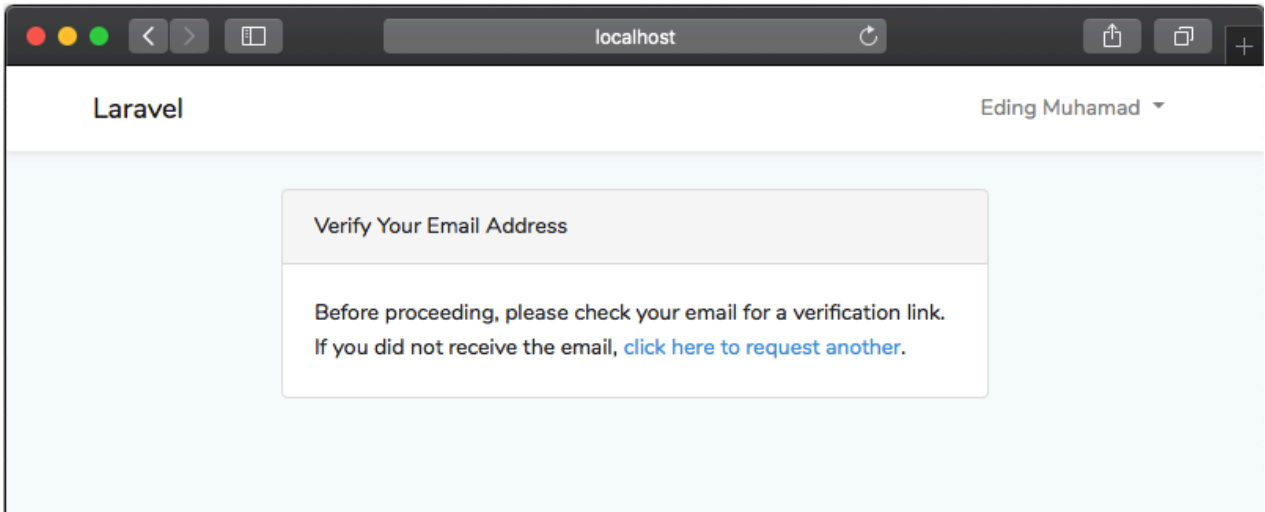 localhost
Laravel
Eding Muhamad
Verify Your Email Address
Before proceeding, please check your email for a verification link.
If you did not receive the email, click here to request another.